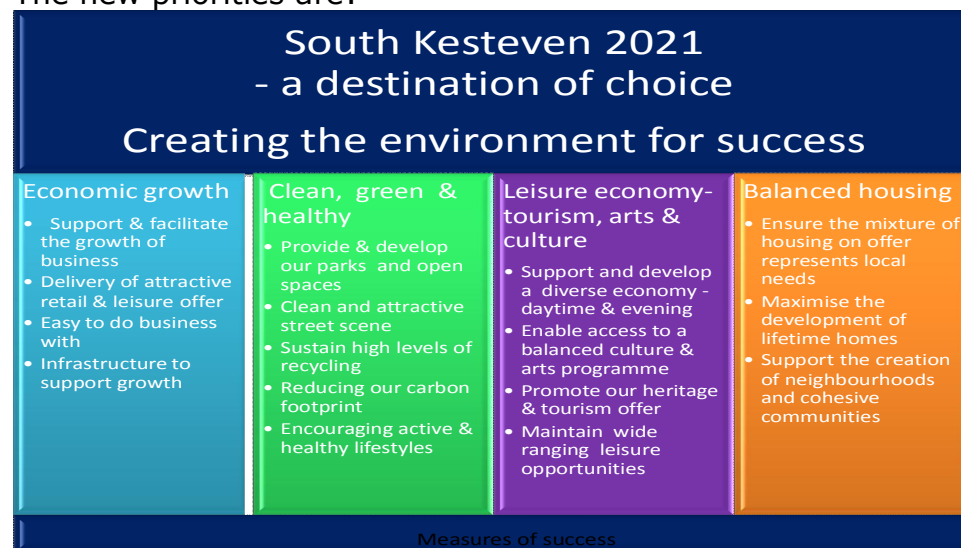 The new priorities are:
South Kesteven 2021
- a destination of choice
Creating the environment for success
Economic growth
• Support & facilitate
the growth of
business
• Delivery of attractive
retail & leisure offer
• Easy to do business
with
• Infrastructure to
support growth
Clean, green &
healthy
• Provide & develop
our parks and open
spaces
• Clean and attractive
street scene
• Sustain high levels of
recycling
• Reducing our carbon
footprint
• Encouraging active &
healthy lifestyles
Leisure economy-
tourism, arts &
culture
• Support and develop
a diverse economy -
daytime & evening
• Enable access to a
balanced culture &
arts programme
• Promote our heritage
& tourism offer
• Maintain wide
ranging leisure
opportunities
Balanced housing
• Ensure the mixture of
housing on offer
represents local
needs
• Maximise the
development of
lifetime homes
• Support the creation
of neighbourhoods
and cohesive
communities
Measures of success